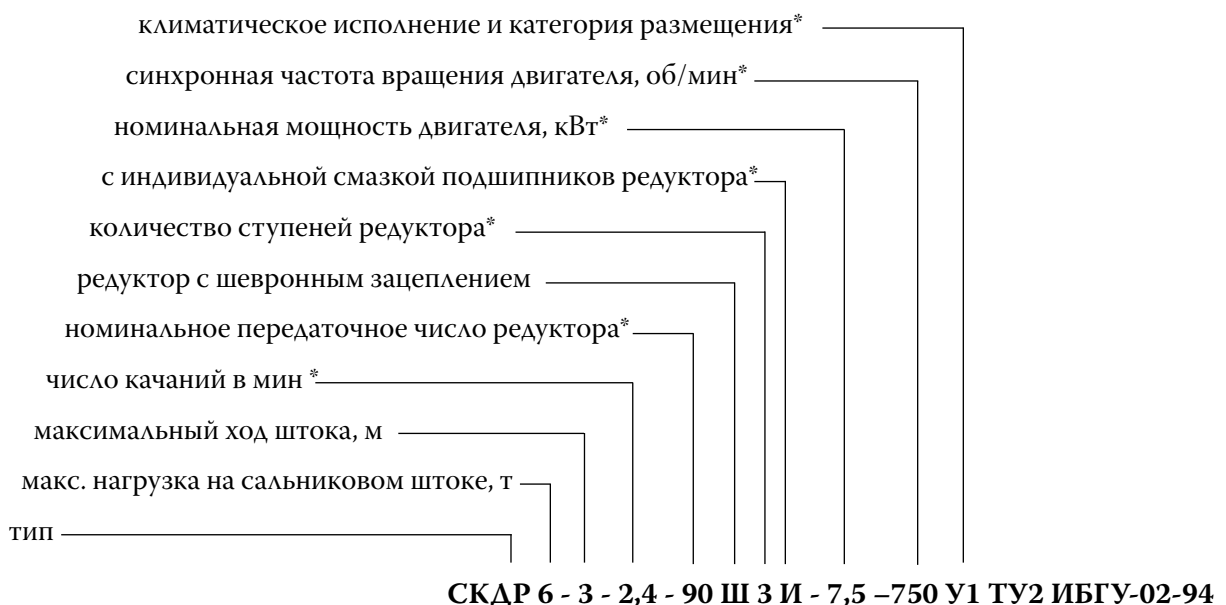 климатическое исполнение и категория размещения*
синхронная частота вращения двигателя, об/мин*
номинальная мощность двигателя, кВт*
с индивидуальной смазкой подшипников редуктора*
количество ступеней редуктора*
редуктор с шевронным зацеплением
номинальное передаточное число редуктора*
число качаний в мин *
максимальный ход штока, м
макс. нагрузка на сальниковом штоке, т
тип
СКДР 6 - 3 - 2,4 - 90 Ш 3 И - 7,5 –750 У1 ТУ2 ИБГУ-02-94